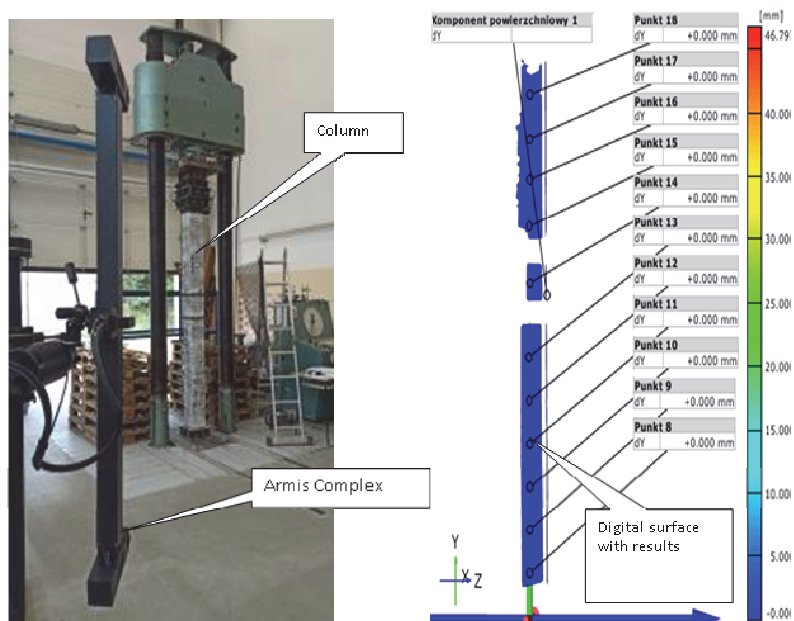 Column
Armis Complex
Komponent powierzchniowy 1
dY
Punkt 18
dY +0.000 mm
Punkt 17
dY +0.000 mm
Punkt 16
dY +0.000 mm
Punkt 15
dY +0.000 mm
Punkt 14
dY +0.000 mm
Punkt 13
dY +0.000 mm
Punkt 12
dY +0.000 mm
Punkt 11
dY +0.000 mm
Punkt 10
dY +0.000 mm
Punkt 9
dY +0.000 mm
Punkt 8
dY +0.000 mm
Digital surface
with results
Y
X
Z
[mm]
46.79
40.000
35.000
30.000
25.000
20.000
15.000
10.000
5.000
-0.000